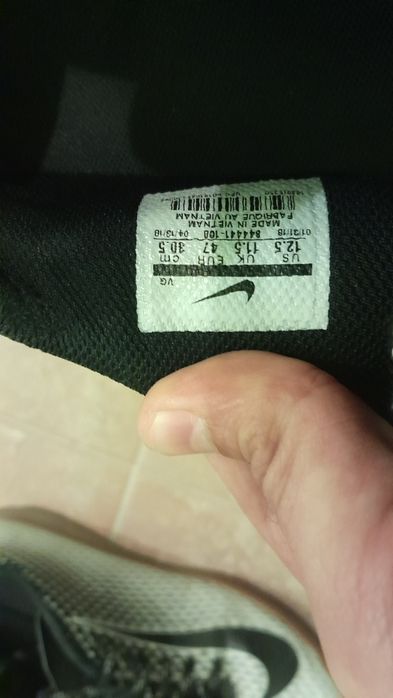 VG
US UK EUR cm
12.5 11.5 47 30.5
01/31/18 844441-100 04/13/18
MADE IN VIETNAM
FABRIQUÉ AU VIETNAM